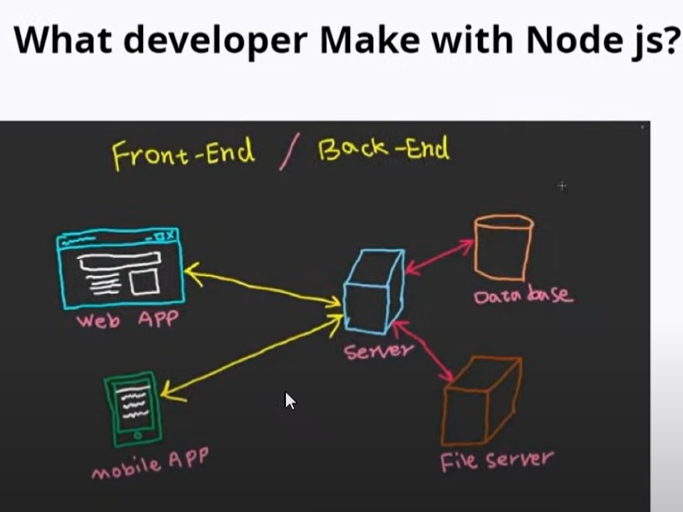 What developer Make with Node js?
Front-End / Back-End
Web APP
Server
Database
mobile APP
File Server